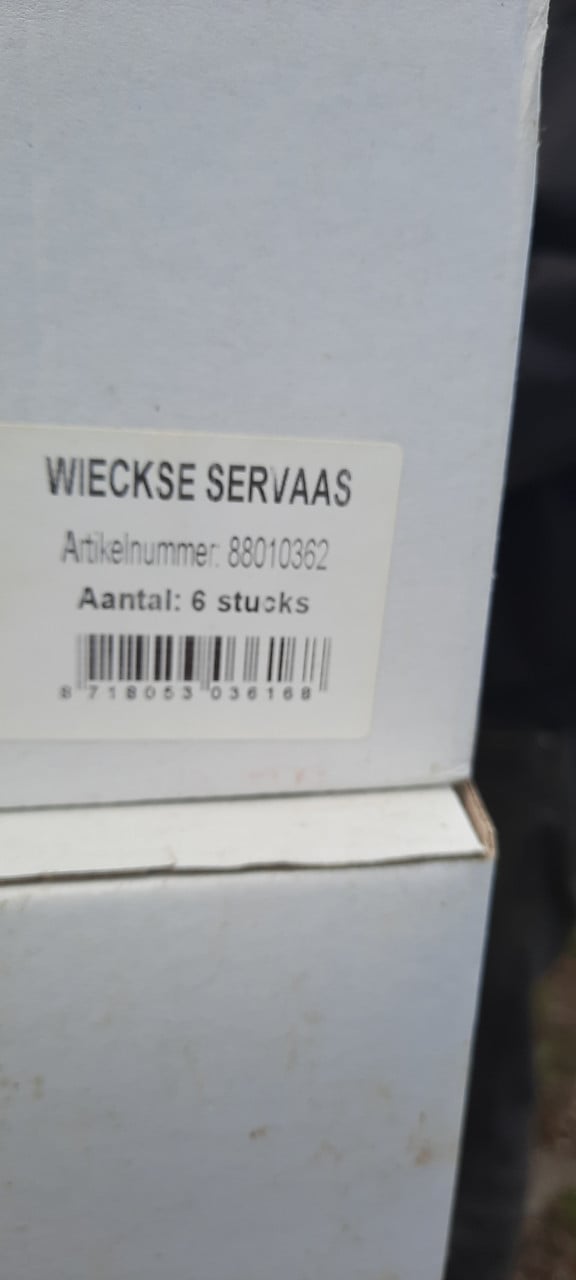 WIECKSE SERVAAS
Artikelnummer: 88010362
Aantal: 6 stucks
8 718053 036168